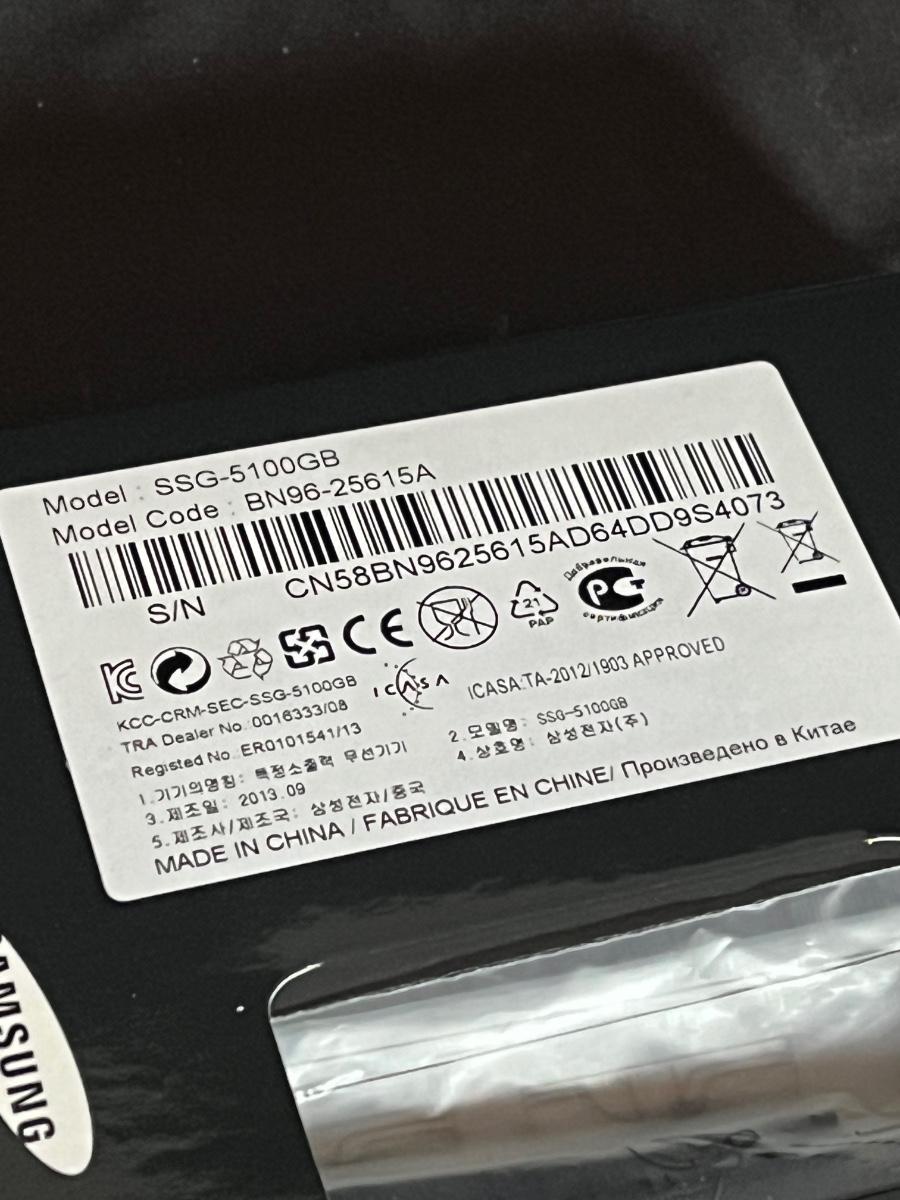 Model : SSG-5100GB
Model Code : BN96-25615A
S/N CN58BN9625615AD64DD9S4073
21
PAP
Добровольная
сертификация
KCC-CRM-SEC-SSG-5100GB
ICASA
ICASA:TA-2012/1903 APPROVED
TRA Dealer No.:0016333/08
Registed No.:ER0101541/13
1.기기의명칭: 특정소출력 무선기기
2.모델명: SSG-5100GB
3.제조일: 2013.09
4.상호명: 삼성전자(주)
5.제조사/제조국: 삼성전자/중국
MADE IN CHINA / FABRIQUE EN CHINE/ Произведено в Китае
AMSUNG